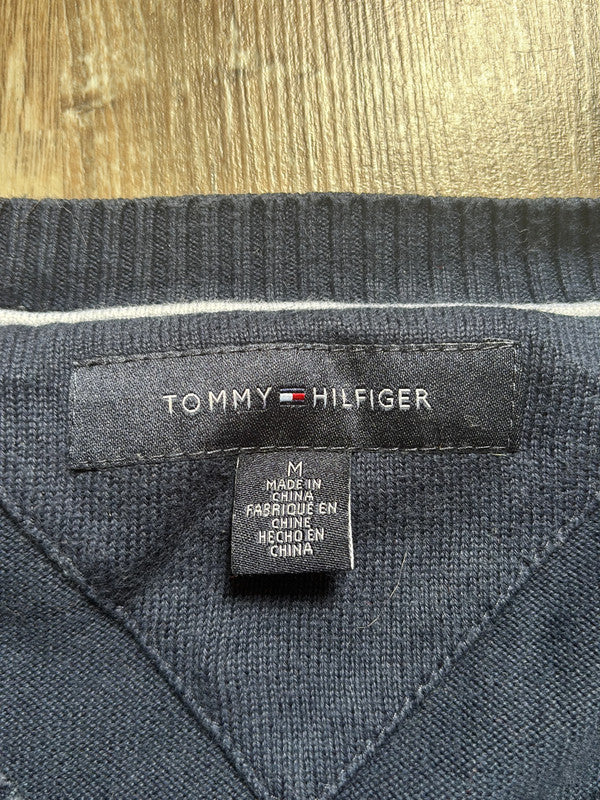 TOMMY HILFIGER
M
MADE IN
CHINA
FABRIQUÉ EN
CHINE
HECHO EN
CHINA